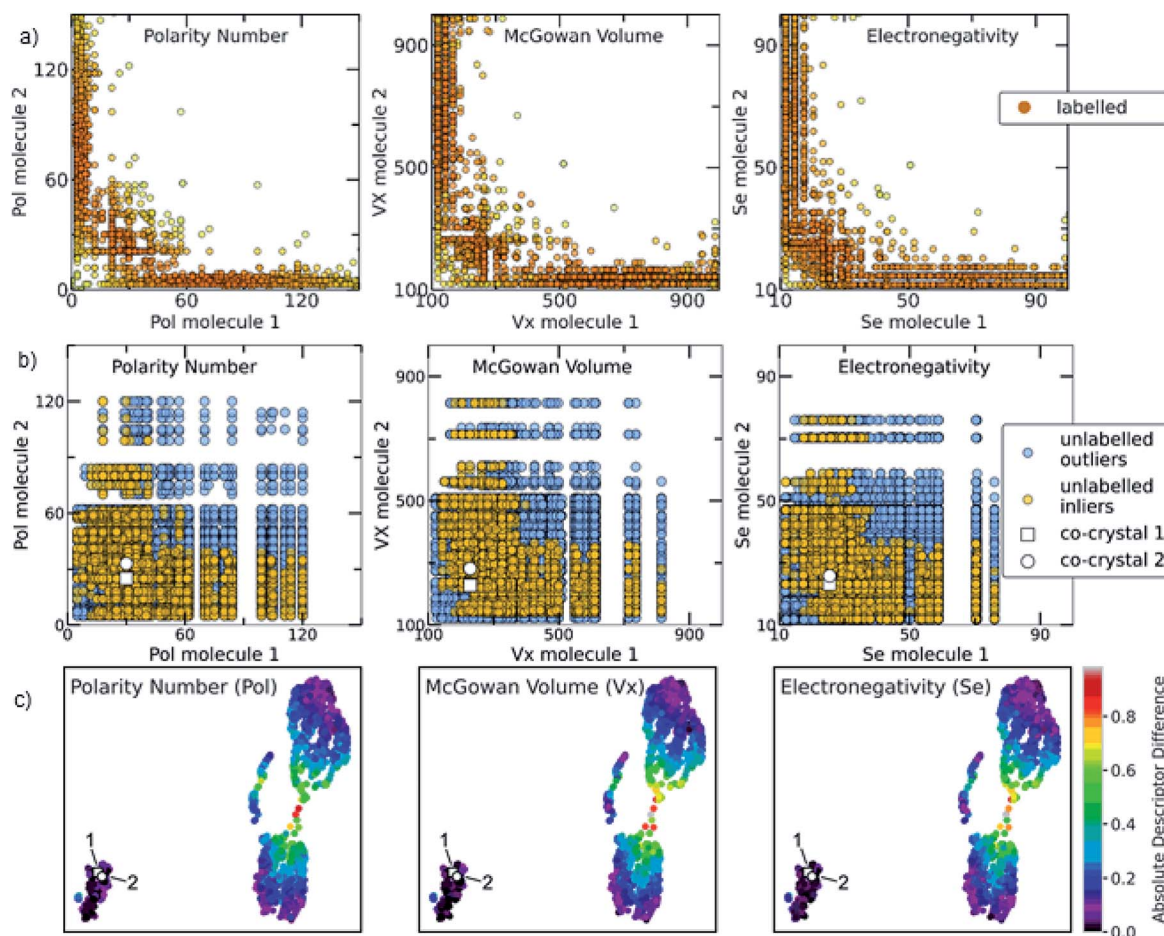 a)
Polarity Number
McGowan Volume
Electronegativity
labelled
Pol molecule 2
120
60
0
0
60
120
Pol molecule 1
VX molecule 2
900
500
100
100
500
900
Vx molecule 1
Se molecule 2
90
50
10
10
50
90
Se molecule 1
b)
Polarity Number
McGowan Volume
Electronegativity
unlabelled
outliers
unlabelled
inliers
co-crystal 1
co-crystal 2
Pol molecule 2
120
60
0
0
60
120
Pol molecule 1
VX molecule 2
900
500
100
100
500
900
Vx molecule 1
Se molecule 2
90
50
10
10
50
90
Se molecule 1
c)
Polarity Number (Pol)
McGowan Volume (Vx)
Electronegativity (Se)
1
2
1
2
1
2
0.8
0.6
0.4
0.2
0.0
Absolute Descriptor Difference